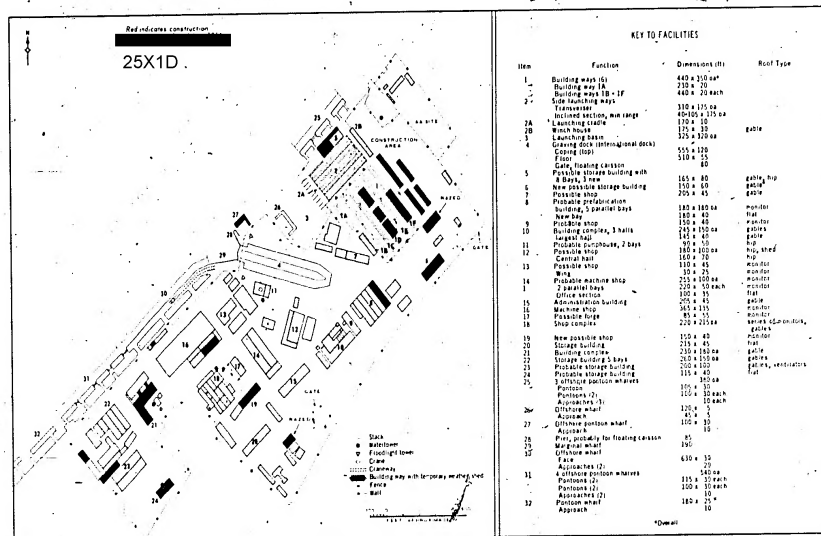 Red indicates construction
25X1D .
N
CONSTRUCTION
AREA
AA SITE
RAZED
GATE
GATE
RAZED
Stack
Watertower
Floodlight tower
Crane
Craneway
Building way with temporary weather shed
Fence
Wall
KEY TO FACILITIES
Item Function Dimensions (ft) Roof Type
1 Building ways (6) 440 x 350 oa*
Building way 1A 230 x 20
Building ways 1B - 1F 440 x 20 each
2 Side launching ways
Transverser 310 x 175 oa
Inclined section, min range 40-105 x 175 oa
2A Launching cradle 170 x 10
2B Winch house 175 x 30 gable
3 Launching basin 325 x 320 oa
4 Graving dock (International dock)
Coping (top) 555 x 120
Floor 510 x 55
Gate, floating caisson 80
5 Possible storage building with
8 Bays, 3 new 165 x 80 gable, hip
6 New possible storage building 150 x 60 gable
7 Possible shop 205 x 45 gable
8 Probable prefabrication
building, 5 parallel bays 180 x 180 oa monitor
New bay 180 x 40 flat
9 Probable shop 150 x 40 monitor
10 Building complex, 3 halls 245 x 150 oa gables
largest hall 145 x 40 gable
11 Probable pumphouse, 2 bays 90 x 50 hip
12 Possible shop 180 x 100 oa hip, shed
Central hall 160 x 70 hip
13 Possible shop 110 x 45 monitor
Wing 30 x 25 monitor
14 Probable machine shop 255 x 100 oa monitor
2 parallel bays 220 x 50 each monitor
Office section 100 x 35 flat
15 Administration building 205 x 45 gable
16 Machine shop 365 x 135 monitor
17 Possible forge 85 x 55 monitor
18 Shop complex 220 x 215 oa series of monitors,
gables
19 New possible shop 150 x 40 monitor
20 Storage building 215 x 45 flat
21 Building complex 230 x 180 oa gable
22 Storage building 5 bays 260 x 150 oa gables
23 Probable storage building 200 x 100 gables, ventilators
24 Probable storage building 115 x 40 flat
25 3 offshore pontoon wharves 360 oa
Pontoon 105 x 30
Pontoons (2) 100 x 30 each
Approaches (3) 10 each
26 Offshore wharf 120 x 5
Approach 45 x 5
27 Offshore pontoon wharf 100 x 30
Approach 10
28 Pier, probably for floating caisson 85
29 Marginal wharf 190
30 Offshore wharf
Face 630 x 30
Approaches (2) 20
31 4 offshore pontoon wharves 540 oa
Pontoons (2) 115 x 30 each
Pontoons (2) 100 x 30 each
Approaches (2) 10
32 Pontoon wharf 180 x 25
Approach 10
*Overall